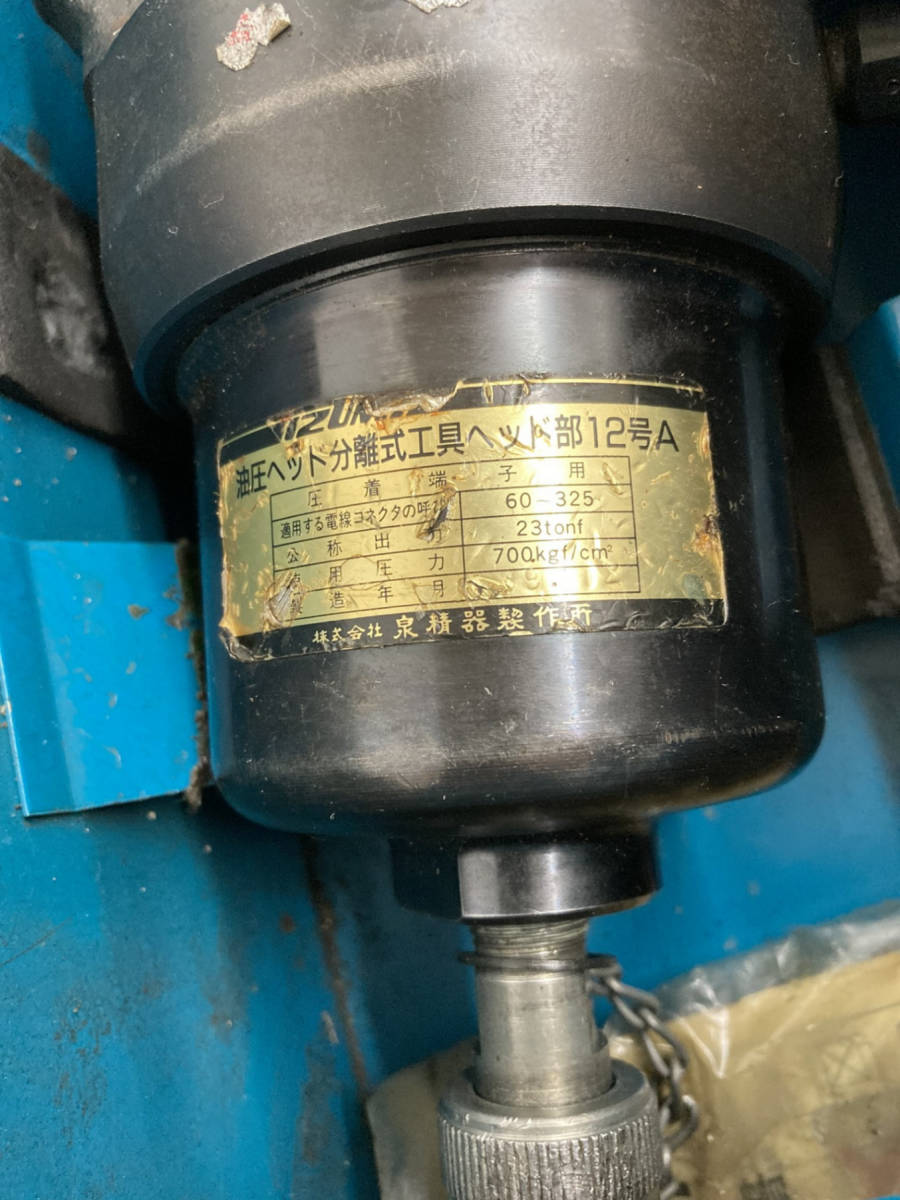 IZUMI
油圧ヘッド分離式工具ヘッド部12号A
圧着端子用
適用する電線コネクタの呼び 60~325
公称出力 23tonf
使用圧力 700kgf/cm²
製造年月 .
株式会社 泉精器製作所